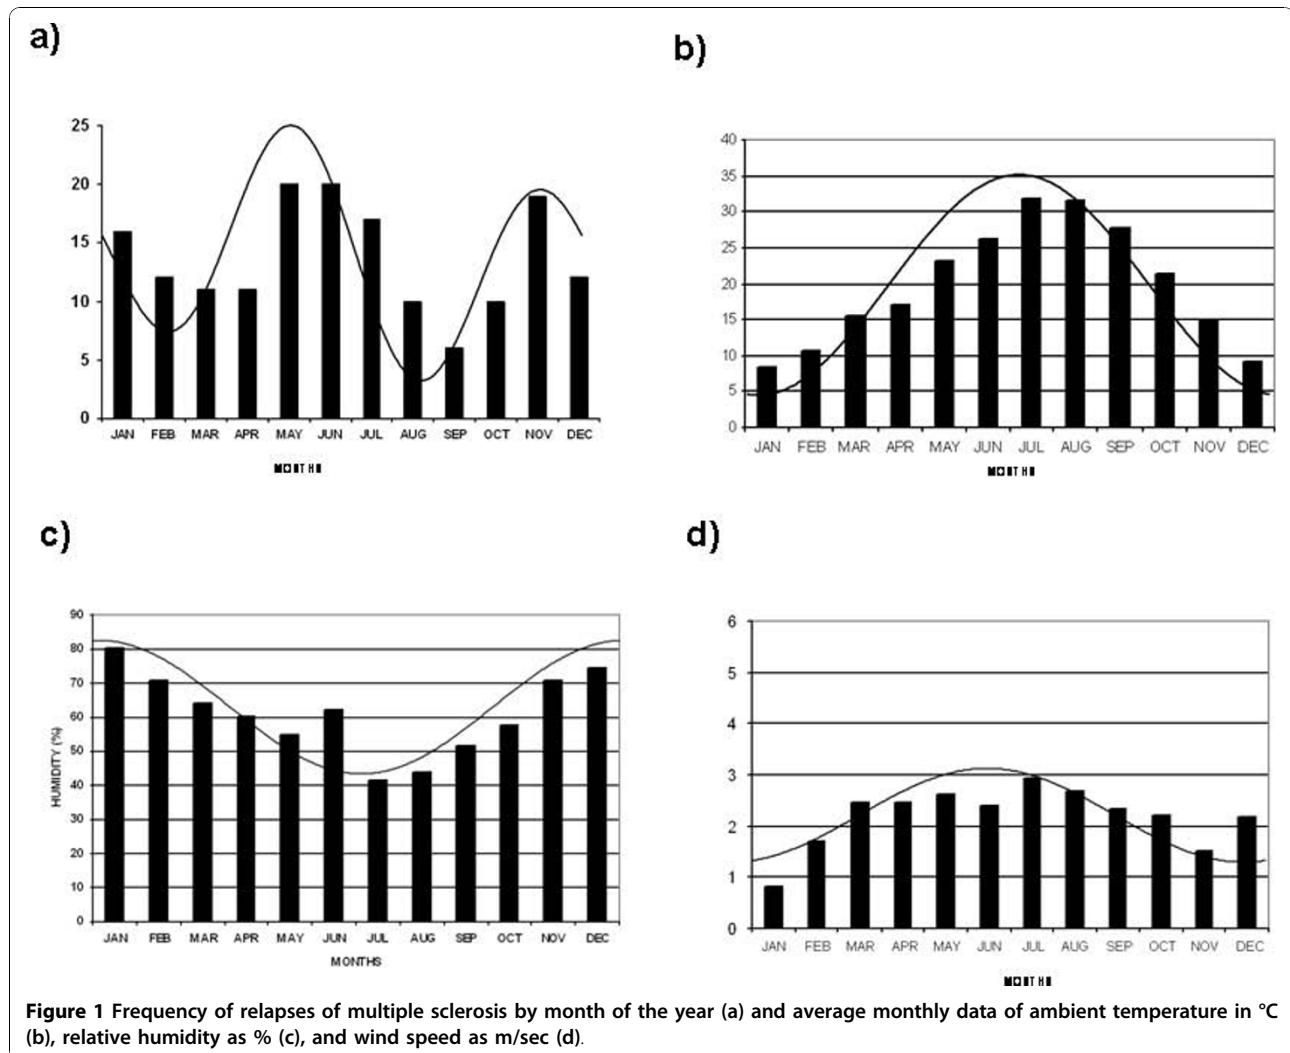 a)
25
20
15
10
5
0
JAN FEB MAR APR MAY JUN JUL AUG SEP OCT NOV DEC
MONTHS
b)
40
35
30
25
20
15
10
5
0
JAN FEB MAR APR MAY JUN JUL AUG SEP OCT NOV DEC
MONTHS
c)
HUMIDITY (%)
90
80
70
60
50
40
30
20
10
0
JAN FEB MAR APR MAY JUN JUL AUG SEP OCT NOV DEC
MONTHS
d)
6
5
4
3
2
1
0
JAN FEB MAR APR MAY JUN JUL AUG SEP OCT NOV DEC
MONTHS
Figure 1 Frequency of relapses of multiple sclerosis by month of the year (a) and average monthly data of ambient temperature in °C
(b), relative humidity as % (c), and wind speed as m/sec (d).